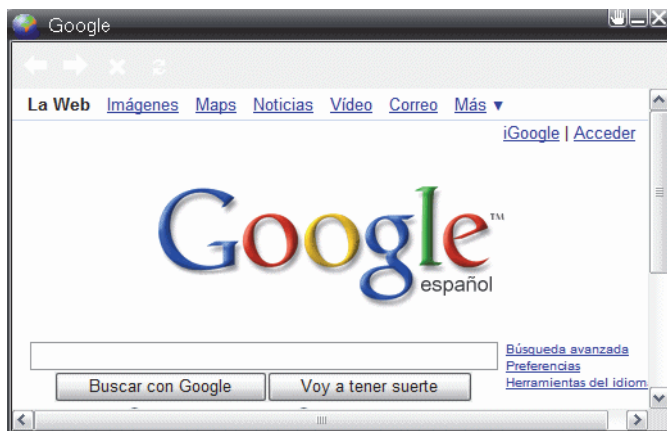 Google
La Web Imágenes Maps Noticias Vídeo Correo Más ▼
iGoogle | Acceder
Google™
español
Búsqueda avanzada
Preferencias
Buscar con Google Voy a tener suerte
Herramientas del idiom